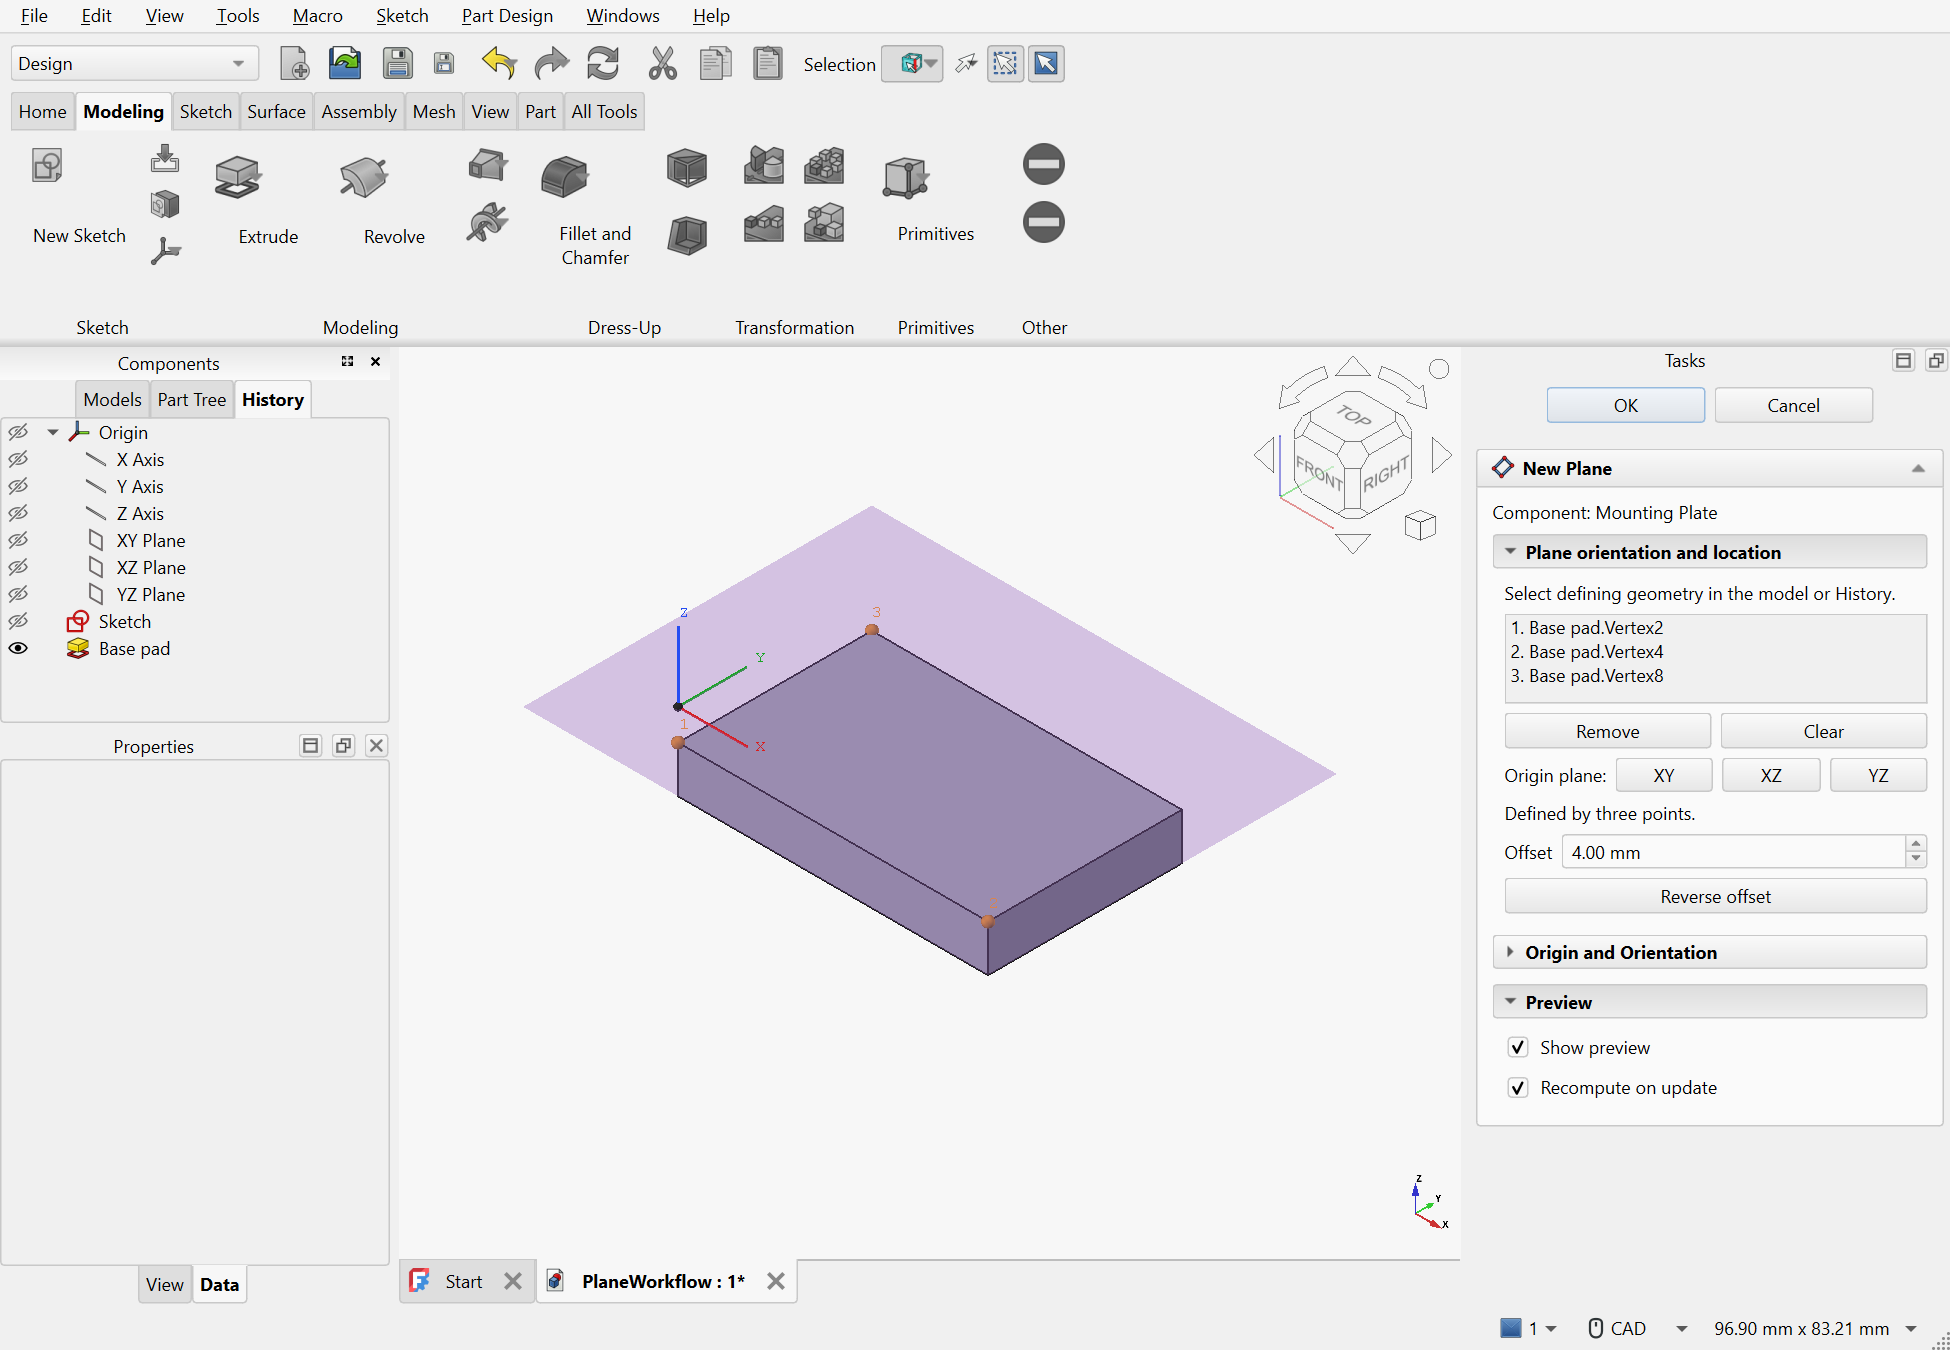 File Edit View Tools Macro Sketch Part Design Windows Help
Design
Selection
Home Modeling Sketch Surface Assembly Mesh View Part All Tools
New Sketch
Extrude
Revolve
Fillet and
Chamfer
Primitives
Sketch Modeling Dress-Up Transformation Primitives Other
Components
Models Part Tree History
Origin
X Axis
Y Axis
Z Axis
XY Plane
XZ Plane
YZ Plane
Sketch
Base pad
Properties
View Data
TOP
FRONT
RIGHT
Z
Y
X
1
3
Z
Y
X
Start
PlaneWorkflow : 1*
Tasks
OK Cancel
New Plane
Component: Mounting Plate
Plane orientation and location
Select defining geometry in the model or History.
1. Base pad.Vertex2
2. Base pad.Vertex4
3. Base pad.Vertex8
Remove Clear
Origin plane: XY XZ YZ
Defined by three points.
Offset 4.00 mm
Reverse offset
Origin and Orientation
Preview
Show preview
Recompute on update
1 CAD 96.90 mm x 83.21 mm